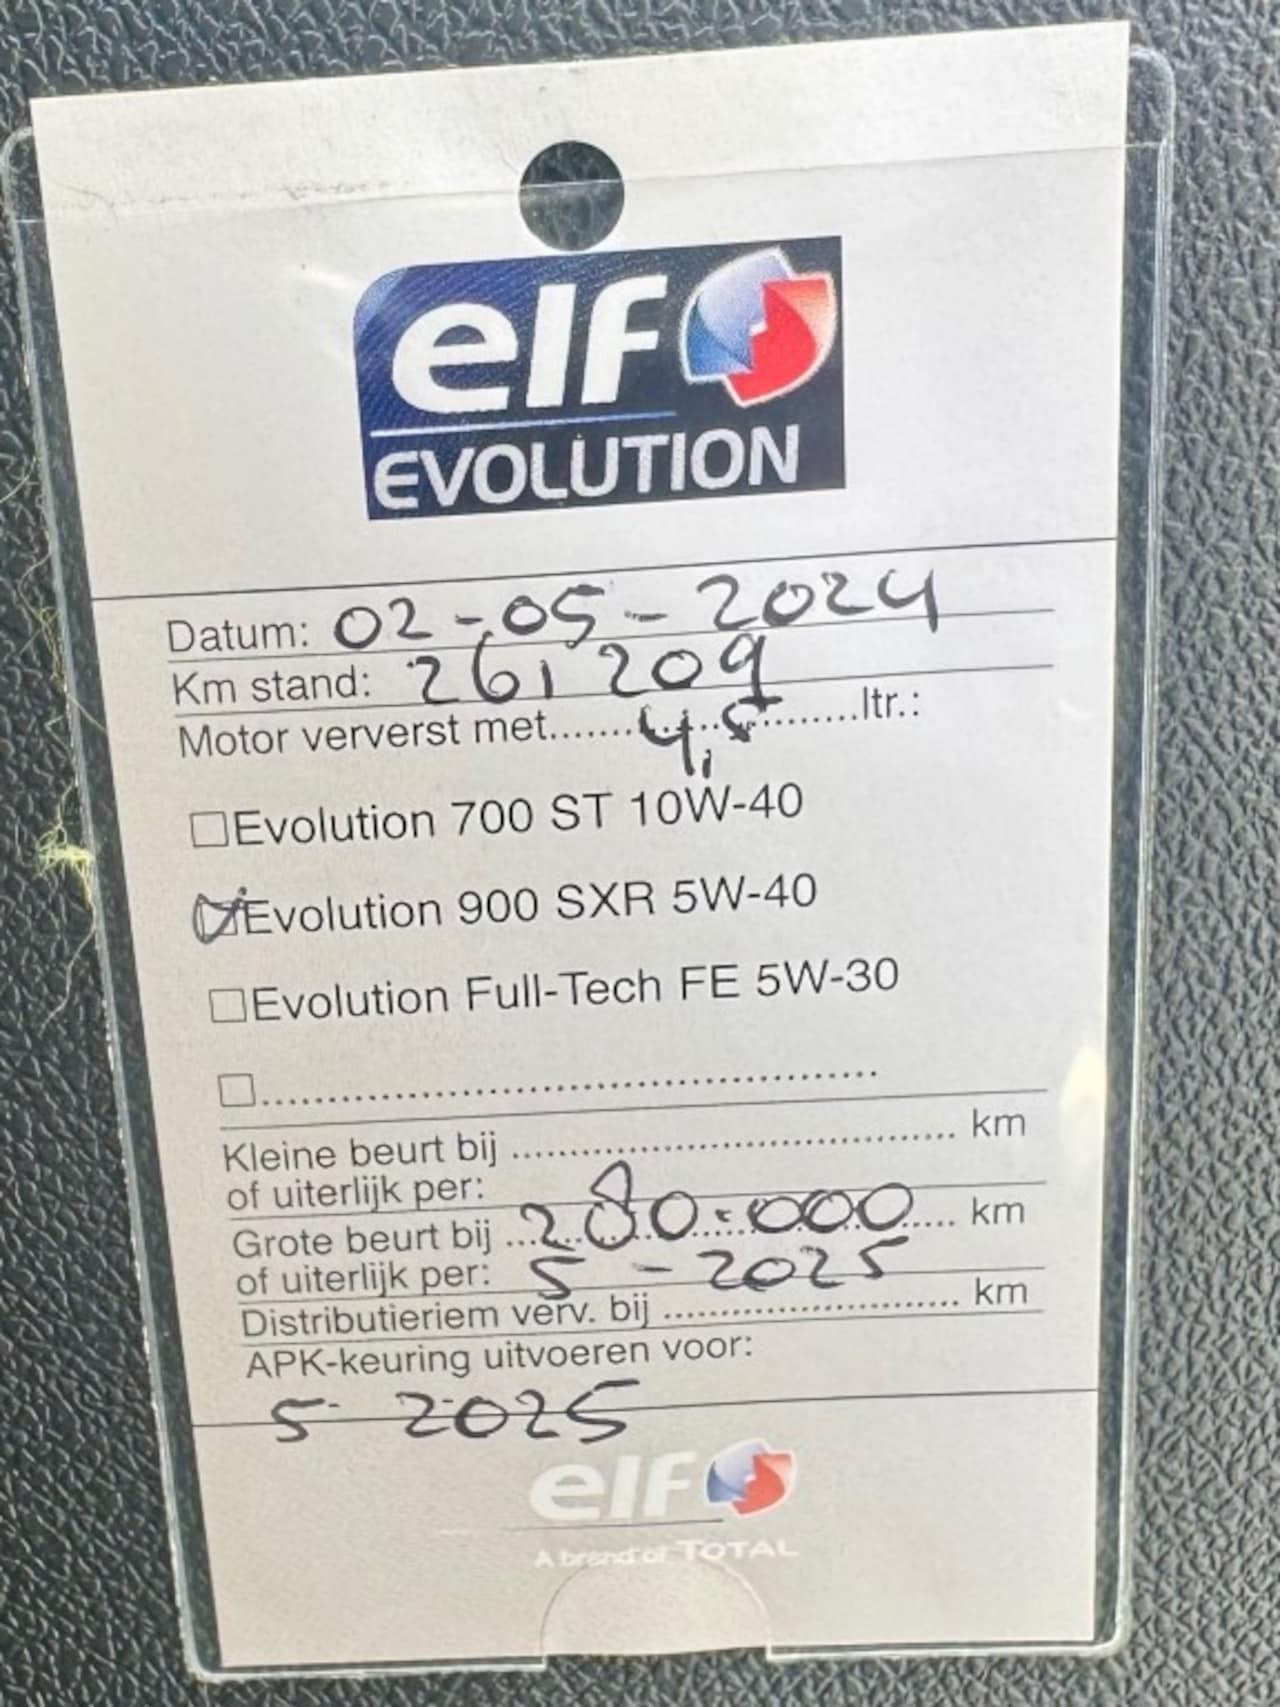 elf
EVOLUTION
Datum: 02-05-2024
Km stand: 261209
Motor ververst met.......4,5..........ltr.:
□Evolution 700 ST 10W-40
☑Evolution 900 SXR 5W-40
□Evolution Full-Tech FE 5W-30
□..............................................
Kleine beurt bij ...................................... km
of uiterlijk per:
Grote beurt bij ...280.000..... km
of uiterlijk per: 5 - 2025
Distributieriem verv. bij ......................... km
APK-keuring uitvoeren voor:
5-2025
elf
A brand of TOTAL